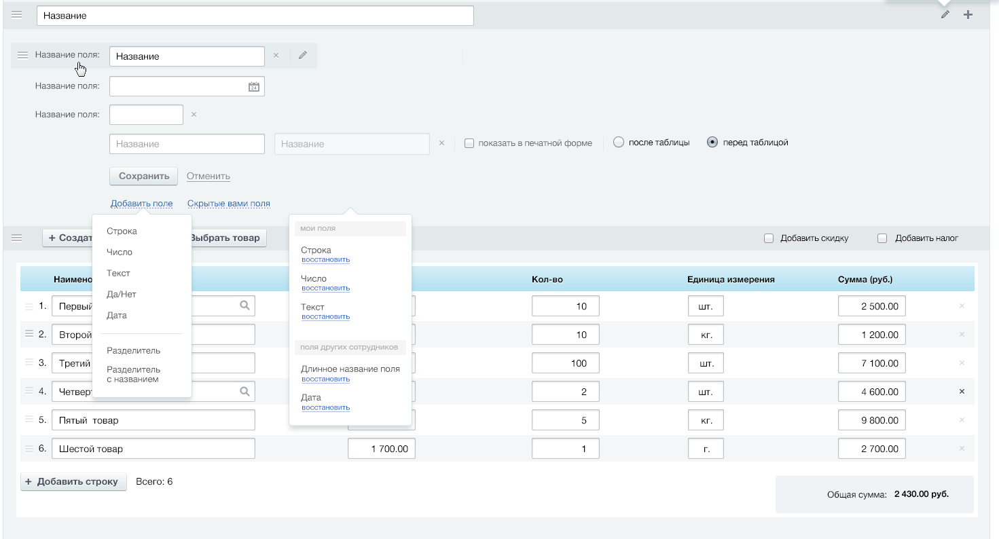 Название
Название поля: Название
Название поля: 24
Название поля:
Название Название показать в печатной форме после таблицы перед таблицей
Сохранить Отменить
Добавить поле Скрытые вами поля
Строка
Число
Текст
Да/Нет
Дата
Разделитель
Разделитель
с названием
мои поля
Строка
восстановить
Число
восстановить
Текст
восстановить
поля других сотрудников
Длинное название поля
восстановить
Дата
восстановить
+ Создат Выбрать товар Добавить скидку Добавить налог
Наимено Кол-во Единица измерения Сумма (руб.)
1. Первый 10 шт. 2 500.00
2. Второй 10 кг. 1 200.00
3. Третий 100 шт. 7 100.00
4. Четверт 2 шт. 4 600.00
5. Пятый товар 5 кг. 9 800.00
6. Шестой товар 1 700.00 1 г. 2 700.00
+ Добавить строку Всего: 6
Общая сумма: 2 430.00 руб.